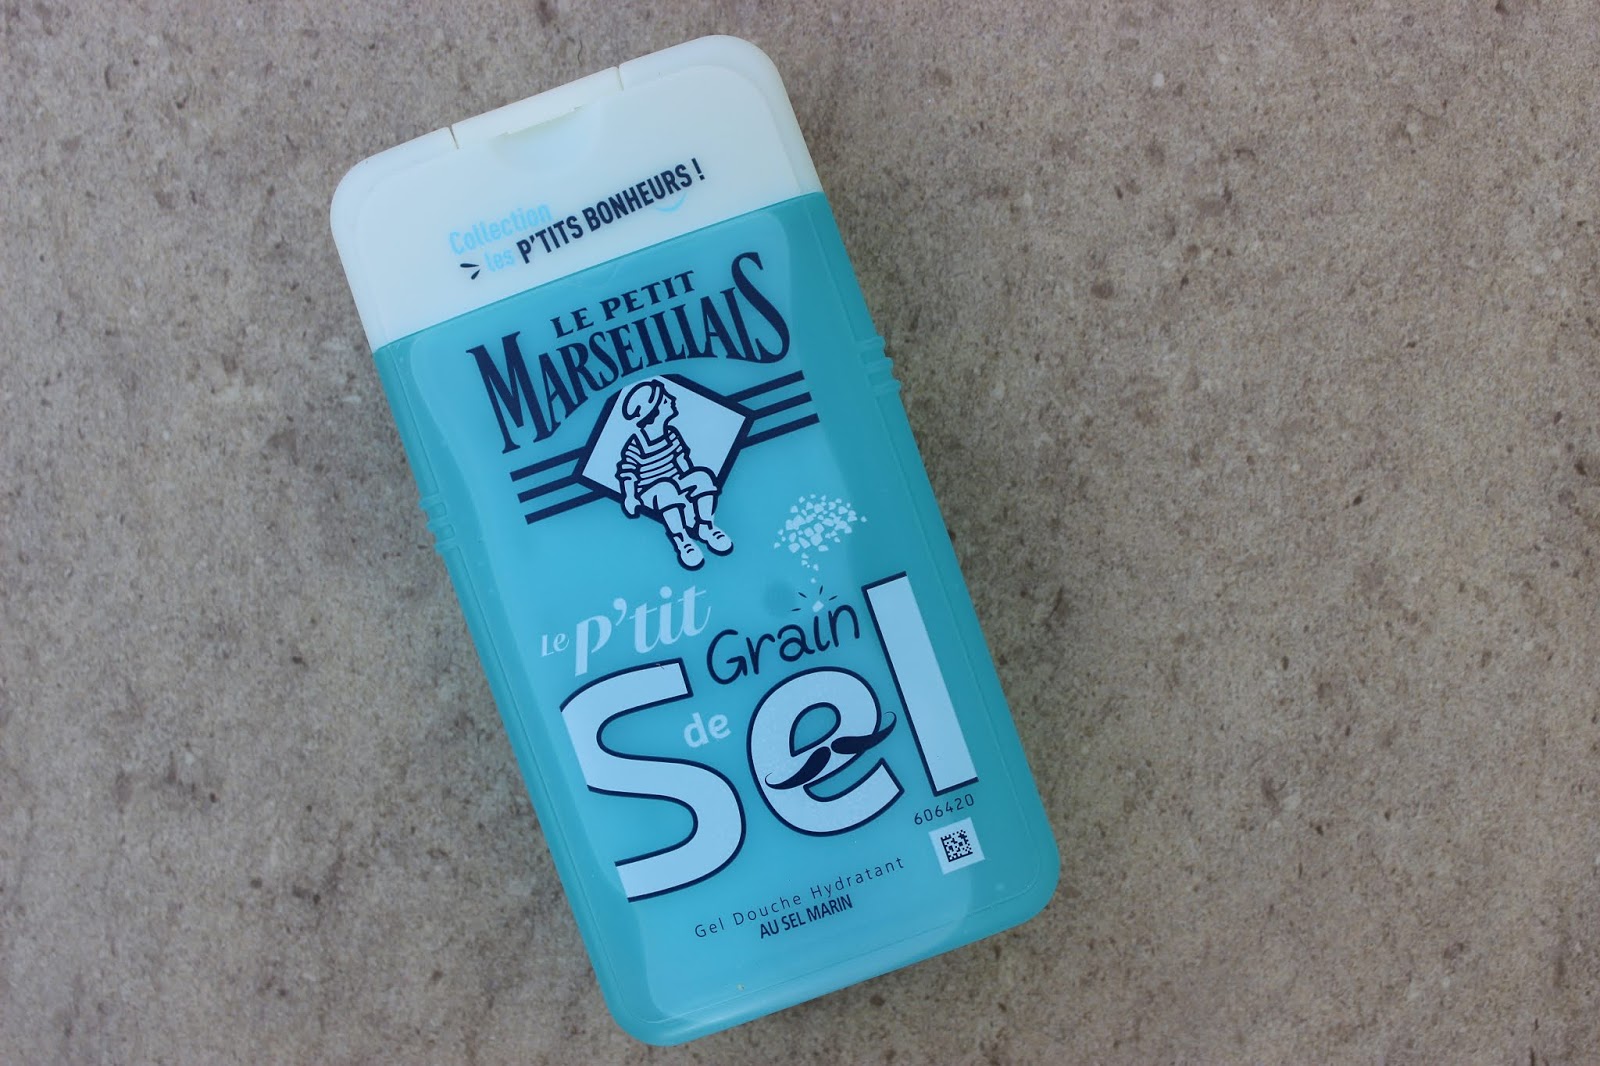 Collection
les P'TITS BONHEURS !
LE PETIT
MARSEILLAIS
Le p'tit
Grain
de
Sel
606420
Gel Douche Hydratant
AU SEL MARIN